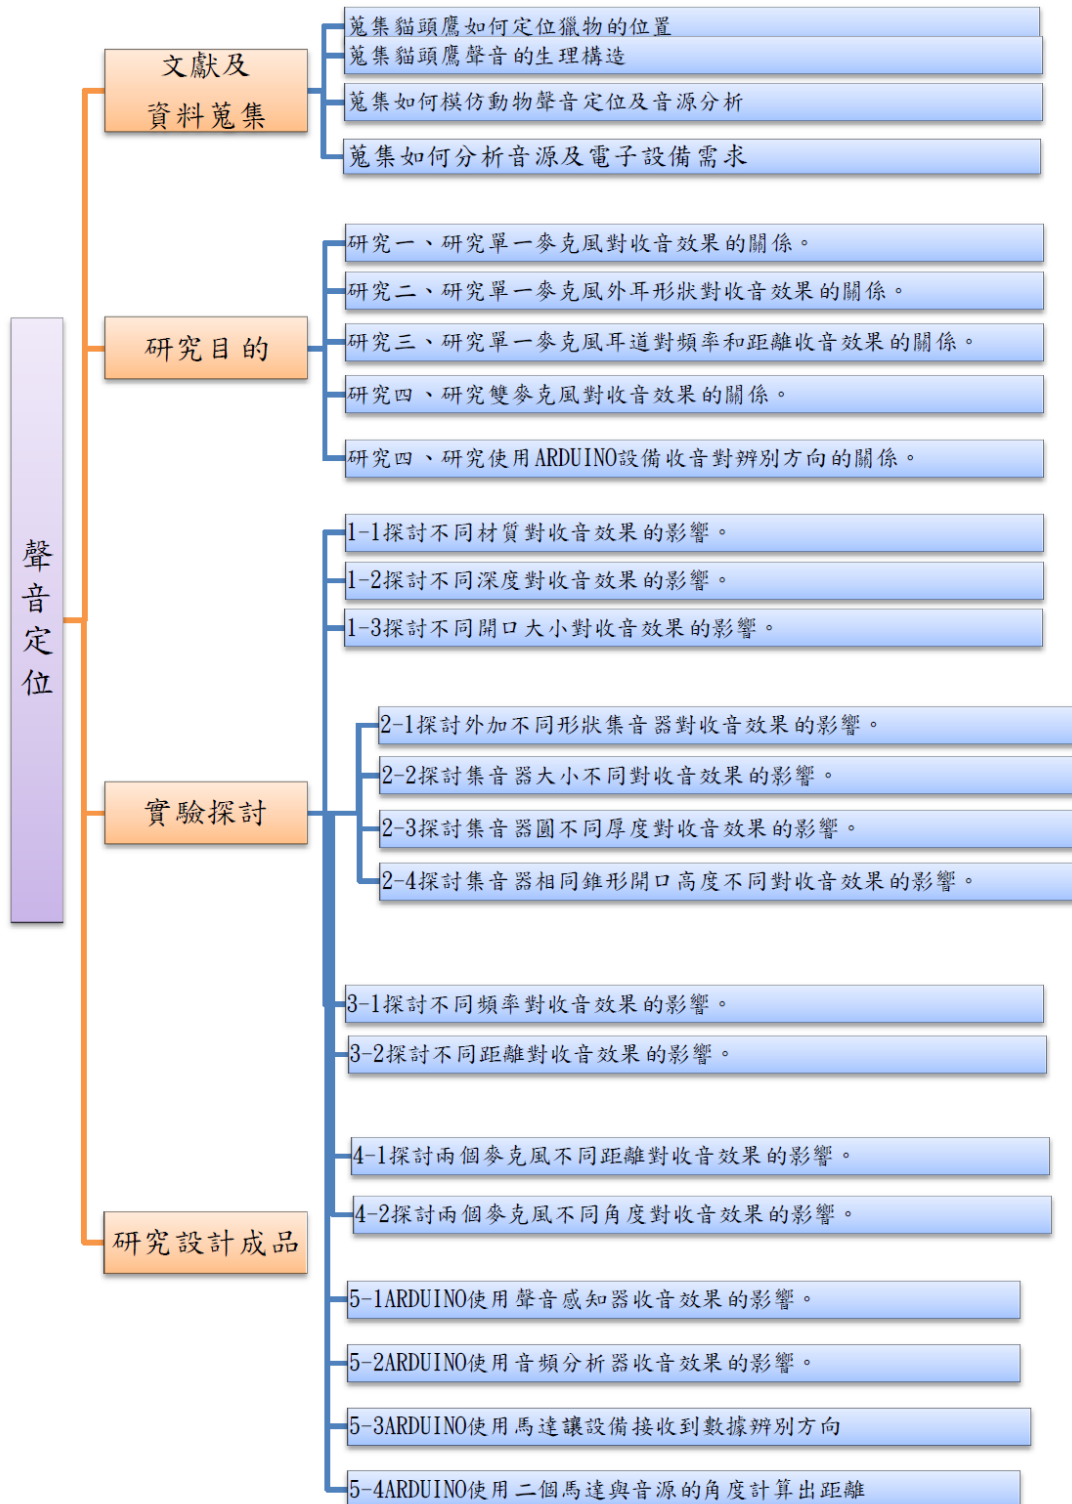 聲音定位
文獻及
資料蒐集
蒐集貓頭鷹如何定位獵物的位置
蒐集貓頭鷹聲音的生理構造
蒐集如何模仿動物聲音定位及音源分析
蒐集如何分析音源及電子設備需求
研究目的
研究一、研究單一麥克風對收音效果的關係。
研究二、研究單一麥克風外耳形狀對收音效果的關係。
研究三、研究單一麥克風耳道對頻率和距離收音效果的關係。
研究四、研究雙麥克風對收音效果的關係。
研究四、研究使用ARDUINO設備收音對辨別方向的關係。
實驗探討
1-1探討不同材質對收音效果的影響。
1-2探討不同深度對收音效果的影響。
1-3探討不同開口大小對收音效果的影響。
2-1探討外加不同形狀集音器對收音效果的影響。
2-2探討集音器大小不同對收音效果的影響。
2-3探討集音器圓不同厚度對收音效果的影響。
2-4探討集音器相同錐形開口高度不同對收音效果的影響。
3-1探討不同頻率對收音效果的影響。
3-2探討不同距離對收音效果的影響。
4-1探討兩個麥克風不同距離對收音效果的影響。
4-2探討兩個麥克風不同角度對收音效果的影響。
5-1ARDUINO使用聲音感知器收音效果的影響。
5-2ARDUINO使用音頻分析器收音效果的影響。
5-3ARDUINO使用馬達讓設備接收到數據辨別方向
5-4ARDUINO使用二個馬達與音源的角度計算出距離
研究設計成品